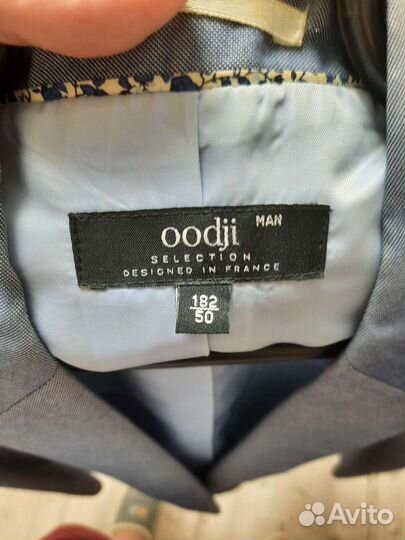 oodji MAN
SELECTION
DESIGNED IN FRANCE
182
50
Avito